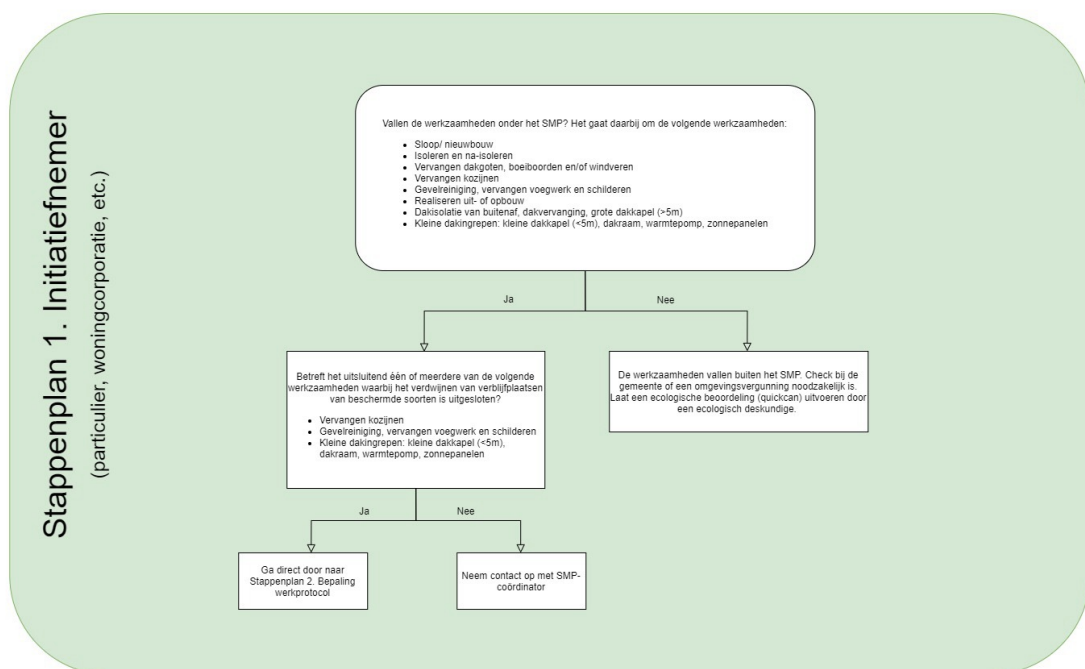 Stappenplan 1. Initiatiefnemer
(particulier, woningcorporatie, etc.)
Vallen de werkzaamheden onder het SMP? Het gaat daarbij om de volgende werkzaamheden:
• Sloop/ nieuwbouw
• Isoleren en na-isoleren
• Vervangen dakgoten, boeiboorden en/of windveren
• Vervangen kozijnen
• Gevelreiniging, vervangen voegwerk en schilderen
• Realiseren uit- of opbouw
• Dakisolatie van buitenaf, dakvervanging, grote dakkapel (>5m)
• Kleine dakingrepen: kleine dakkapel (<5m), dakraam, warmtepomp, zonnepanelen
Ja
Nee
Betreft het uitsluitend één of meerdere van de volgende
werkzaamheden waarbij het verdwijnen van verblijfplaatsen
van beschermde soorten is uitgesloten?
• Vervangen kozijnen
• Gevelreiniging, vervangen voegwerk en schilderen
• Kleine dakingrepen: kleine dakkapel (<5m),
dakraam, warmtepomp, zonnepanelen
De werkzaamheden vallen buiten het SMP. Check bij de
gemeente of een omgevingsvergunning noodzakelijk is.
Laat een ecologische beoordeling (quickcan) uitvoeren door
een ecologisch deskundige.
Ja
Nee
Ga direct door naar
Stappenplan 2. Bepaling
werkprotocol
Neem contact op met SMP-
coördinator